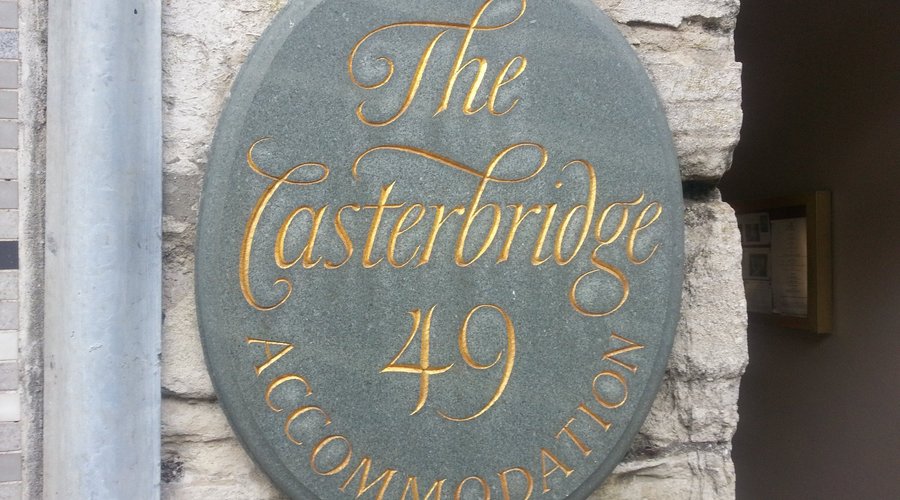 The
Casterbridge
49
ACCOMMODATION